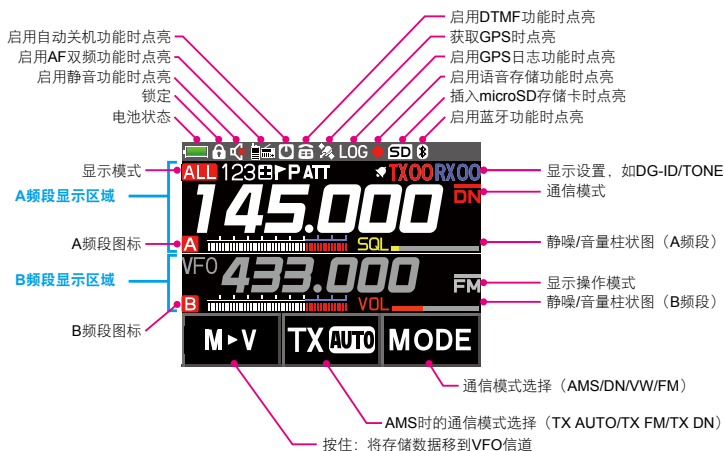 启用DTMF功能时点亮
启用自动关机功能时点亮
获取GPS时点亮
启用AF双频功能时点亮
启用GPS日志功能时点亮
启用静音功能时点亮
启用语音存储功能时点亮
锁定
插入microSD存储卡时点亮
电池状态
启用蓝牙功能时点亮
LOG SD
显示模式
ALL 123 P ATT TX00RX00
显示设置，如DG-ID/TONE
A频段显示区域
145.000
DN
通信模式
A频段图标
A SQL
静噪/音量柱状图（A频段）
B频段显示区域
VFO 433.000
FM
显示操作模式
B VOL
静噪/音量柱状图（B频段）
B频段图标
M▸V TX AUTO MODE
通信模式选择（AMS/DN/VW/FM）
AMS时的通信模式选择（TX AUTO/TX FM/TX DN）
按住：将存储数据移到VFO信道